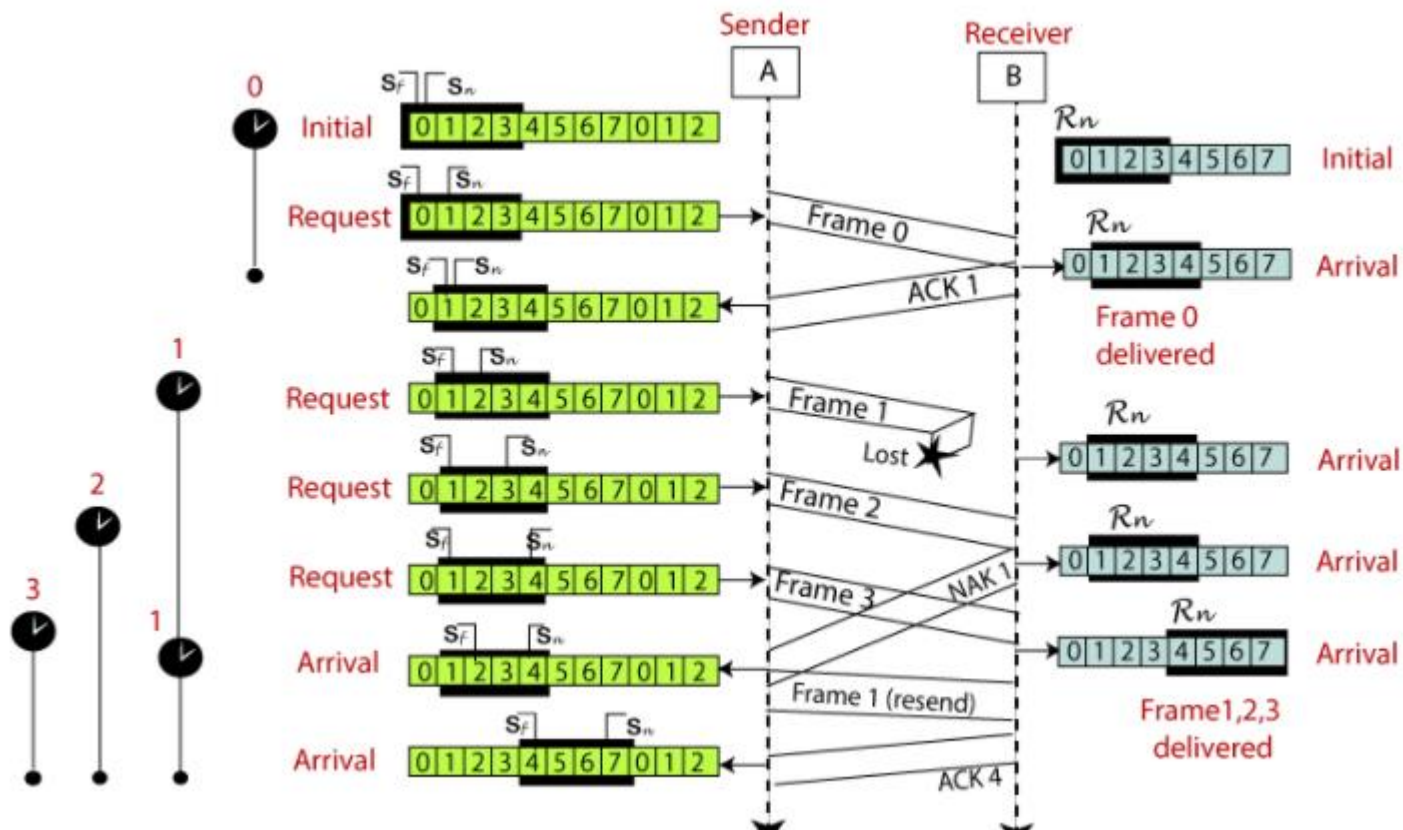 Sender
Receiver
A
B
0
Sf Sn
Initial
0 1 2 3 4 5 6 7 0 1 2
Rn
0 1 2 3 4 5 6 7
Initial
Sf Sn
Request
0 1 2 3 4 5 6 7 0 1 2
Frame 0
Rn
0 1 2 3 4 5 6 7
Arrival
Sf Sn
0 1 2 3 4 5 6 7 0 1 2
ACK 1
Frame 0
delivered
1
Sf Sn
Request
0 1 2 3 4 5 6 7 0 1 2
Frame 1
Lost
Rn
0 1 2 3 4 5 6 7
Arrival
2
Sf Sn
Request
0 1 2 3 4 5 6 7 0 1 2
Frame 2
Rn
0 1 2 3 4 5 6 7
Arrival
3
Sf Sn
Request
0 1 2 3 4 5 6 7 0 1 2
Frame 3
NAK 1
Rn
0 1 2 3 4 5 6 7
Arrival
1
Sf Sn
Arrival
0 1 2 3 4 5 6 7 0 1 2
Frame 1 (resend)
Frame1,2,3
delivered
Sf Sn
Arrival
0 1 2 3 4 5 6 7 0 1 2
ACK 4